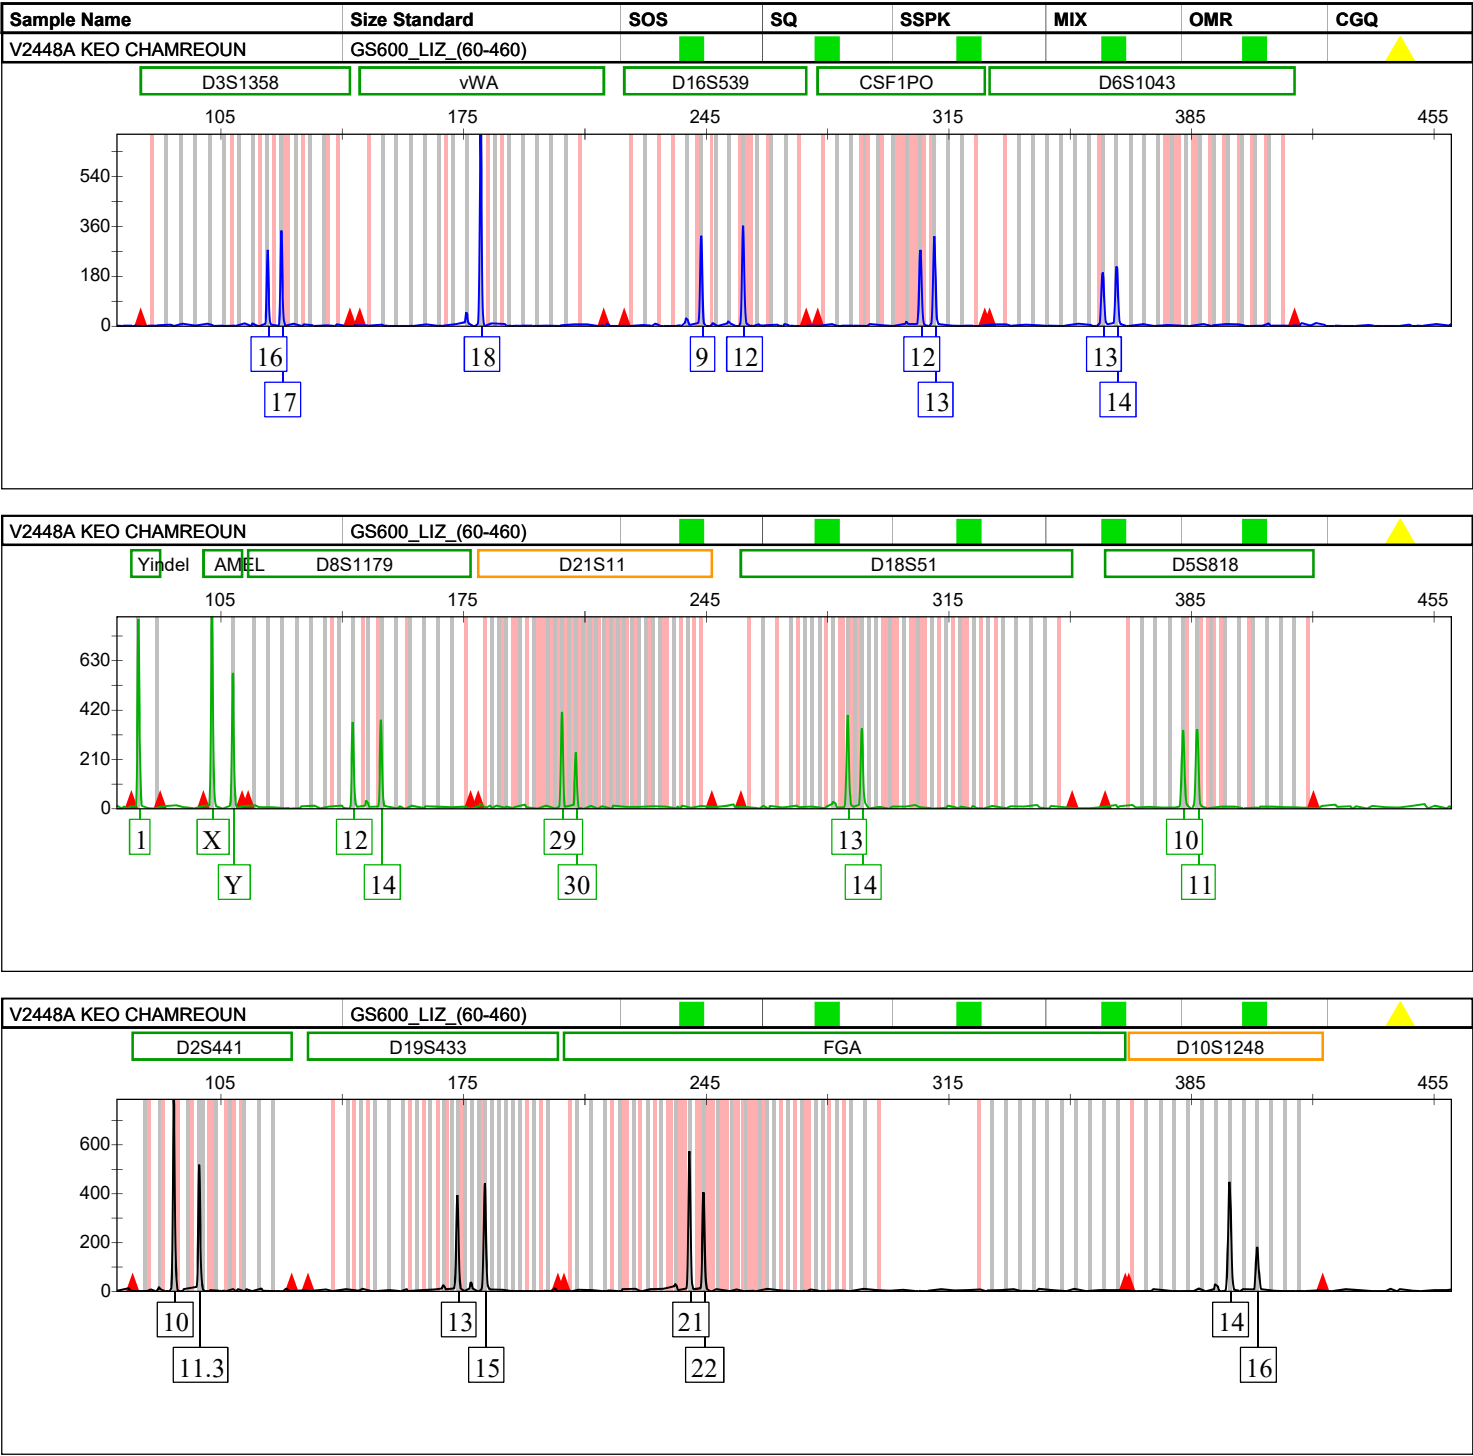 Sample Name Size Standard SOS SQ SSPK MIX OMR CGQ
V2448A KEO CHAMREOUN GS600_LIZ_(60-460)
D3S1358 vWA D16S539 CSF1PO D6S1043
105 175 245 315 385 455
540
360
180
0
16 18 9 12 12 13
17 13 14
V2448A KEO CHAMREOUN GS600_LIZ_(60-460)
Yindel AMEL D8S1179 D21S11 D18S51 D5S818
105 175 245 315 385 455
630
420
210
0
1 X 12 29 13 10
Y 14 30 14 11
V2448A KEO CHAMREOUN GS600_LIZ_(60-460)
D2S441 D19S433 FGA D10S1248
105 175 245 315 385 455
600
400
200
0
10 13 21 14
11.3 15 22 16